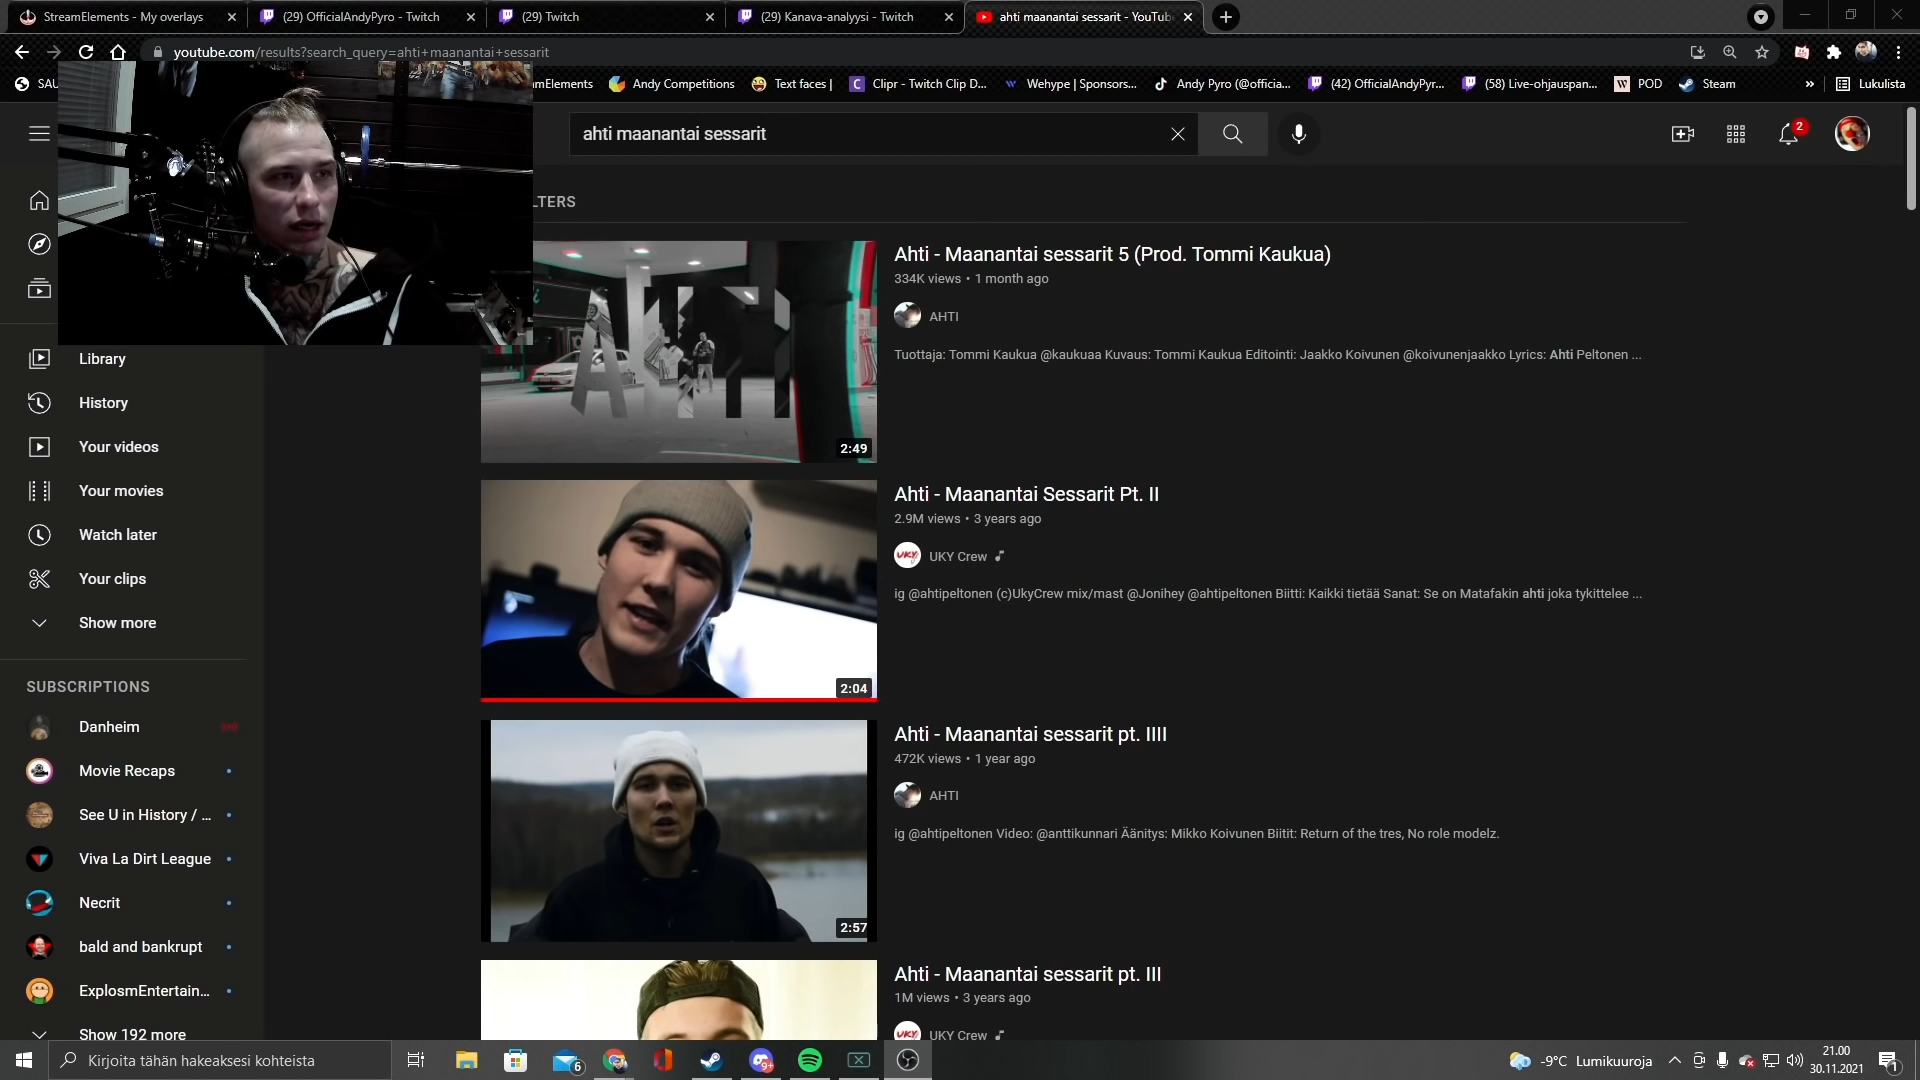 StreamElements - My overlays
(29) OfficialAndyPyro - Twitch
(29) Twitch
(29) Kanava-analyysi - Twitch
ahti maanantai sessarit - YouTub
youtube.com/results?search_query=ahti+maanantai+sessarit
SAU
amElements
Andy Competitions
Text faces |
Clipr - Twitch Clip D...
Wehype | Sponsors...
Andy Pyro (@officia...
(42) OfficialAndyPyr...
(58) Live-ohjauspan...
POD
Steam
»
Lukulista
ahti maanantai sessarit
2
LTERS
Library
History
Your videos
Your movies
Watch later
Your clips
Show more
SUBSCRIPTIONS
Danheim
Movie Recaps
See U in History / ...
Viva La Dirt League
Necrit
bald and bankrupt
ExplosmEntertain...
Show 192 more
AHTI
2:49
Ahti - Maanantai sessarit 5 (Prod. Tommi Kaukua)
334K views • 1 month ago
AHTI
Tuottaja: Tommi Kaukua @kaukuaa Kuvaus: Tommi Kaukua Editointi: Jaakko Koivunen @koivunenjaakko Lyrics: Ahti Peltonen ...
2:04
Ahti - Maanantai Sessarit Pt. II
2.9M views • 3 years ago
UKY
UKY Crew
ig @ahtipeltonen (c)UkyCrew mix/mast @Jonihey @ahtipeltonen Biitti: Kaikki tietää Sanat: Se on Matafakin ahti joka tykittelee ...
2:57
Ahti - Maanantai sessarit pt. IIII
472K views • 1 year ago
AHTI
ig @ahtipeltonen Video: @anttikunnari Äänitys: Mikko Koivunen Biitit: Return of the tres, No role modelz.
Ahti - Maanantai sessarit pt. III
1M views • 3 years ago
UKY
UKY Crew
Kirjoita tähän hakeaksesi kohteista
6
9+
-9°C Lumikuuroja
21.00
30.11.2021
1